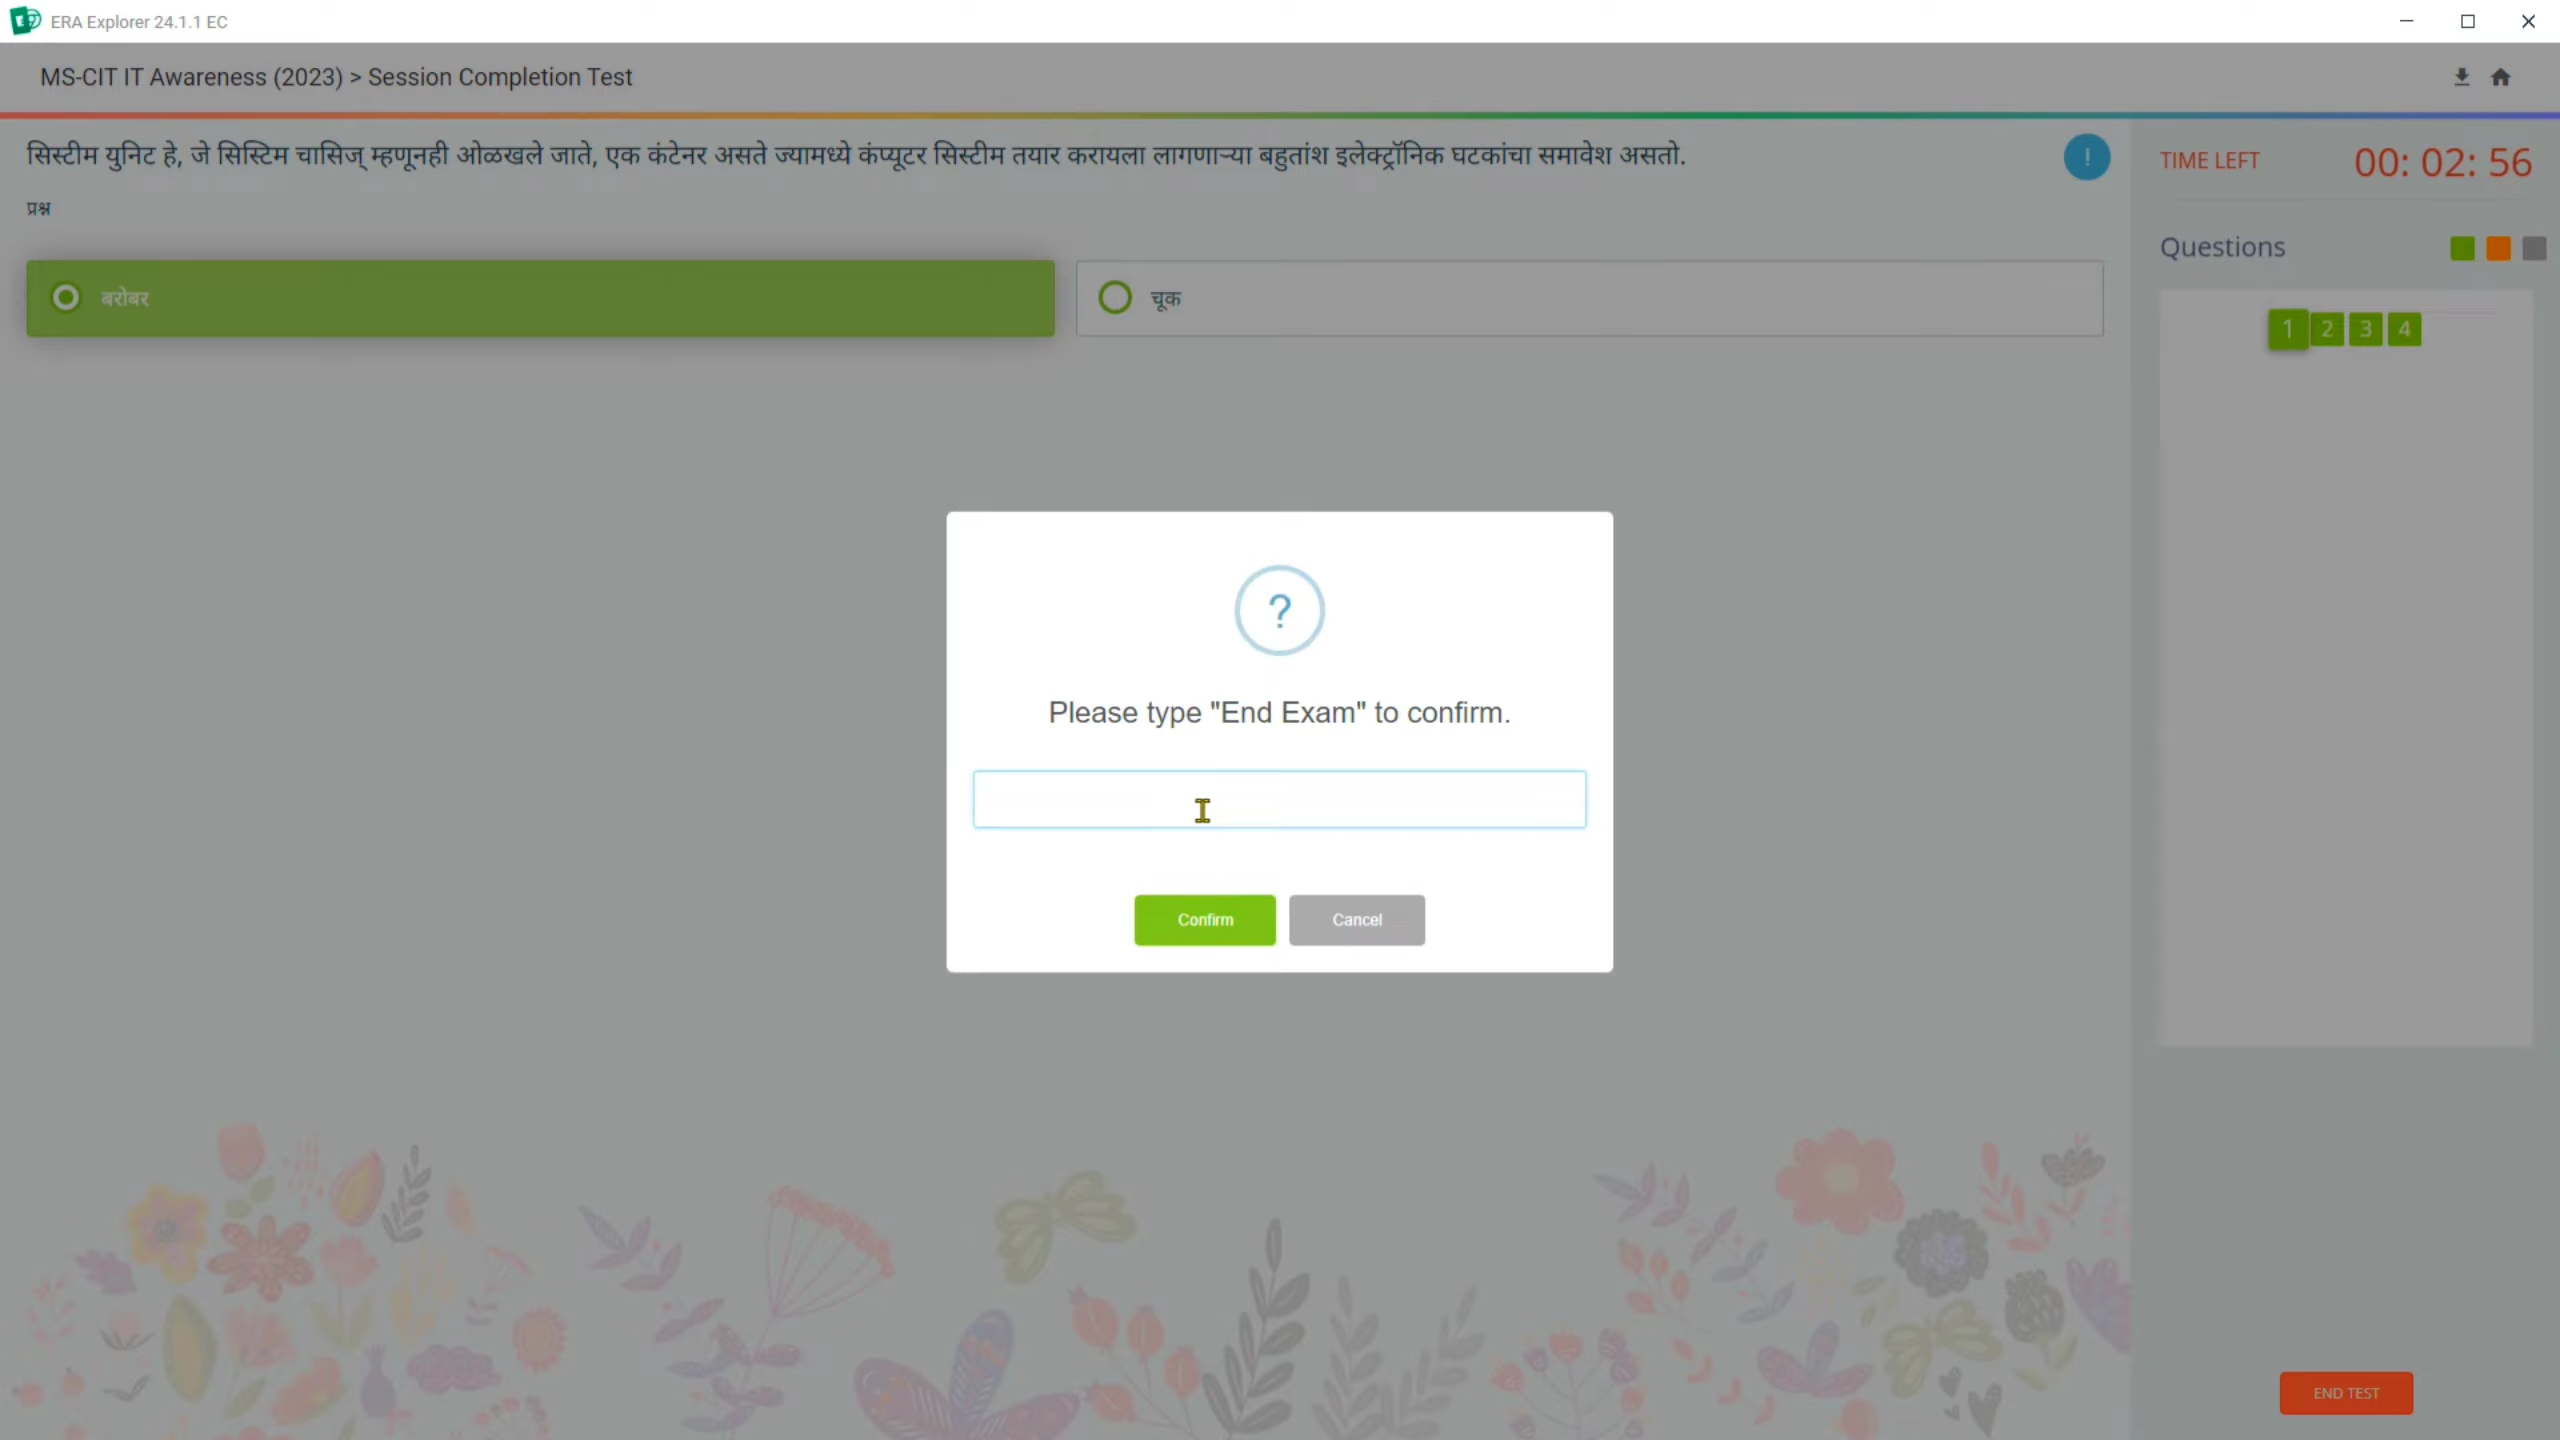 ERA Explorer 24.1.1 EC
MS-CIT IT Awareness (2023) > Session Completion Test
सिस्टीम युनिट हे, जे सिस्टिम चासिज् म्हणूनही ओळखले जाते, एक कंटेनर असते ज्यामध्ये कंप्यूटर सिस्टीम तयार करायला लागणाऱ्या बहुतांश इलेक्ट्रॉनिक घटकांचा समावेश असतो.
!
TIME LEFT 00: 02: 56
प्रश्न
Questions
बरोबर
चूक
1 2 3 4
?
Please type "End Exam" to confirm.
Confirm
Cancel
END TEST